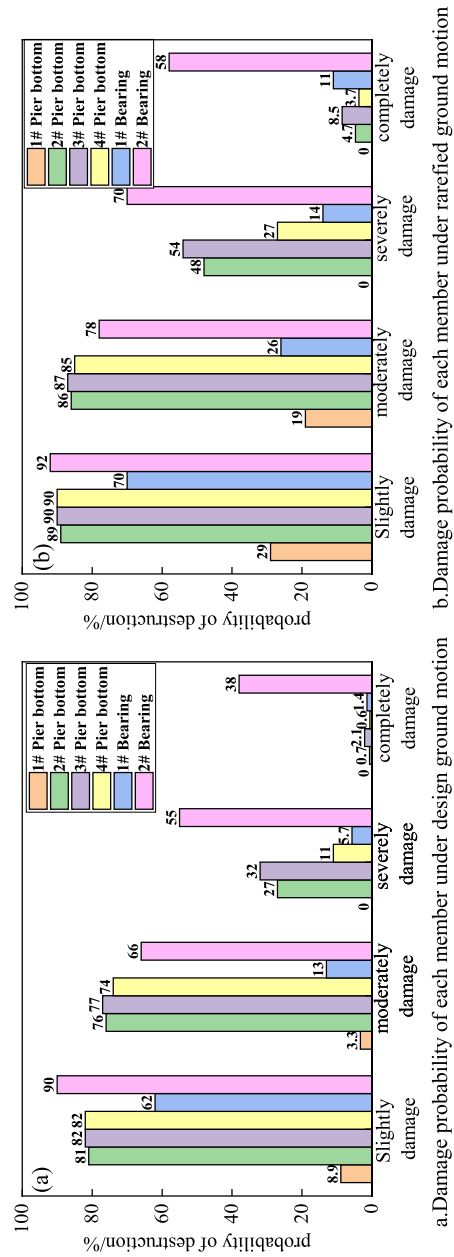 (a)
probability of destruction/%
100
80
60
40
20
0
1# Pier bottom
2# Pier bottom
3# Pier bottom
4# Pier bottom
1# Bearing
2# Bearing
8.9
81
82
82
62
90
3.3
76
77
74
13
66
0
27
32
11
5.7
55
0
0.7
2.1
0.6
1.4
38
Slightly
damage
moderately
damage
severely
damage
completely
damage
a.Damage probability of each member under design ground motion
(b)
probability of destruction/%
100
80
60
40
20
0
1# Pier bottom
2# Pier bottom
3# Pier bottom
4# Pier bottom
1# Bearing
2# Bearing
29
89
90
90
70
92
19
86
87
85
26
78
0
48
54
27
14
70
0
4.7
8.5
3.7
11
58
Slightly
damage
moderately
damage
severely
damage
completely
damage
b.Damage probability of each member under rarefied ground motion